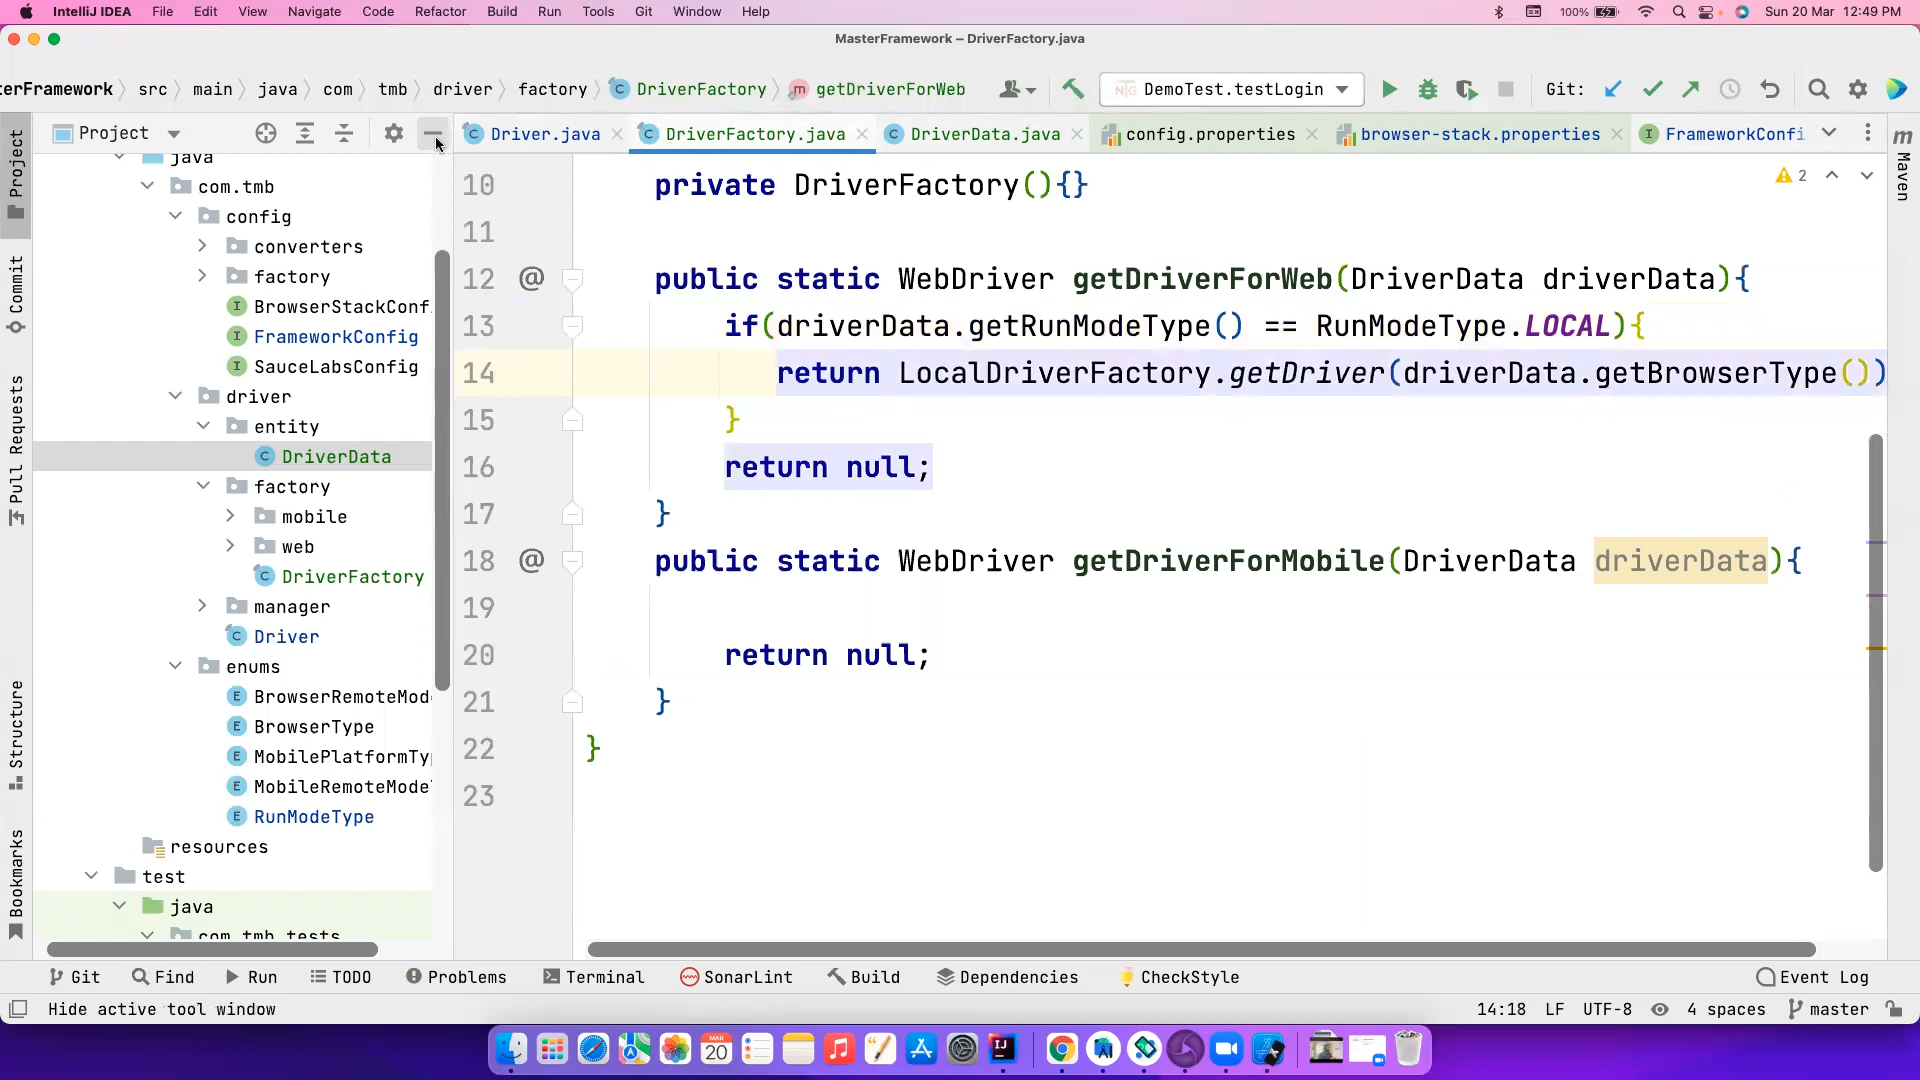 IntelliJ IDEA File Edit View Navigate Code Refactor Build Run Tools Git Window Help 100% Sun 20 Mar 12:49 PM
MasterFramework – DriverFactory.java
terFramework src main java com tmb driver factory DriverFactory getDriverForWeb DemoTest.testLogin Git:
Project Driver.java DriverFactory.java DriverData.java config.properties browser-stack.properties FrameworkConfi
java
com.tmb
config
converters
factory
BrowserStackConf
FrameworkConfig
SauceLabsConfig
driver
entity
DriverData
factory
mobile
web
DriverFactory
manager
Driver
enums
BrowserRemoteMod
BrowserType
MobilePlatformTy
MobileRemoteMode
RunModeType
resources
test
java
com.tmb.tests
10 private DriverFactory(){}
11
12 @ public static WebDriver getDriverForWeb(DriverData driverData){
13 if(driverData.getRunModeType() == RunModeType.LOCAL){
14 return LocalDriverFactory.getDriver(driverData.getBrowserType())
15 }
16 return null;
17 }
18 @ public static WebDriver getDriverForMobile(DriverData driverData){
19
20 return null;
21 }
22 }
23
2
Project
Commit
Pull Requests
Structure
Bookmarks
m Maven
Git Find Run TODO Problems Terminal SonarLint Build Dependencies CheckStyle Event Log
Hide active tool window 14:18 LF UTF-8 4 spaces master
MAR
20
IJ